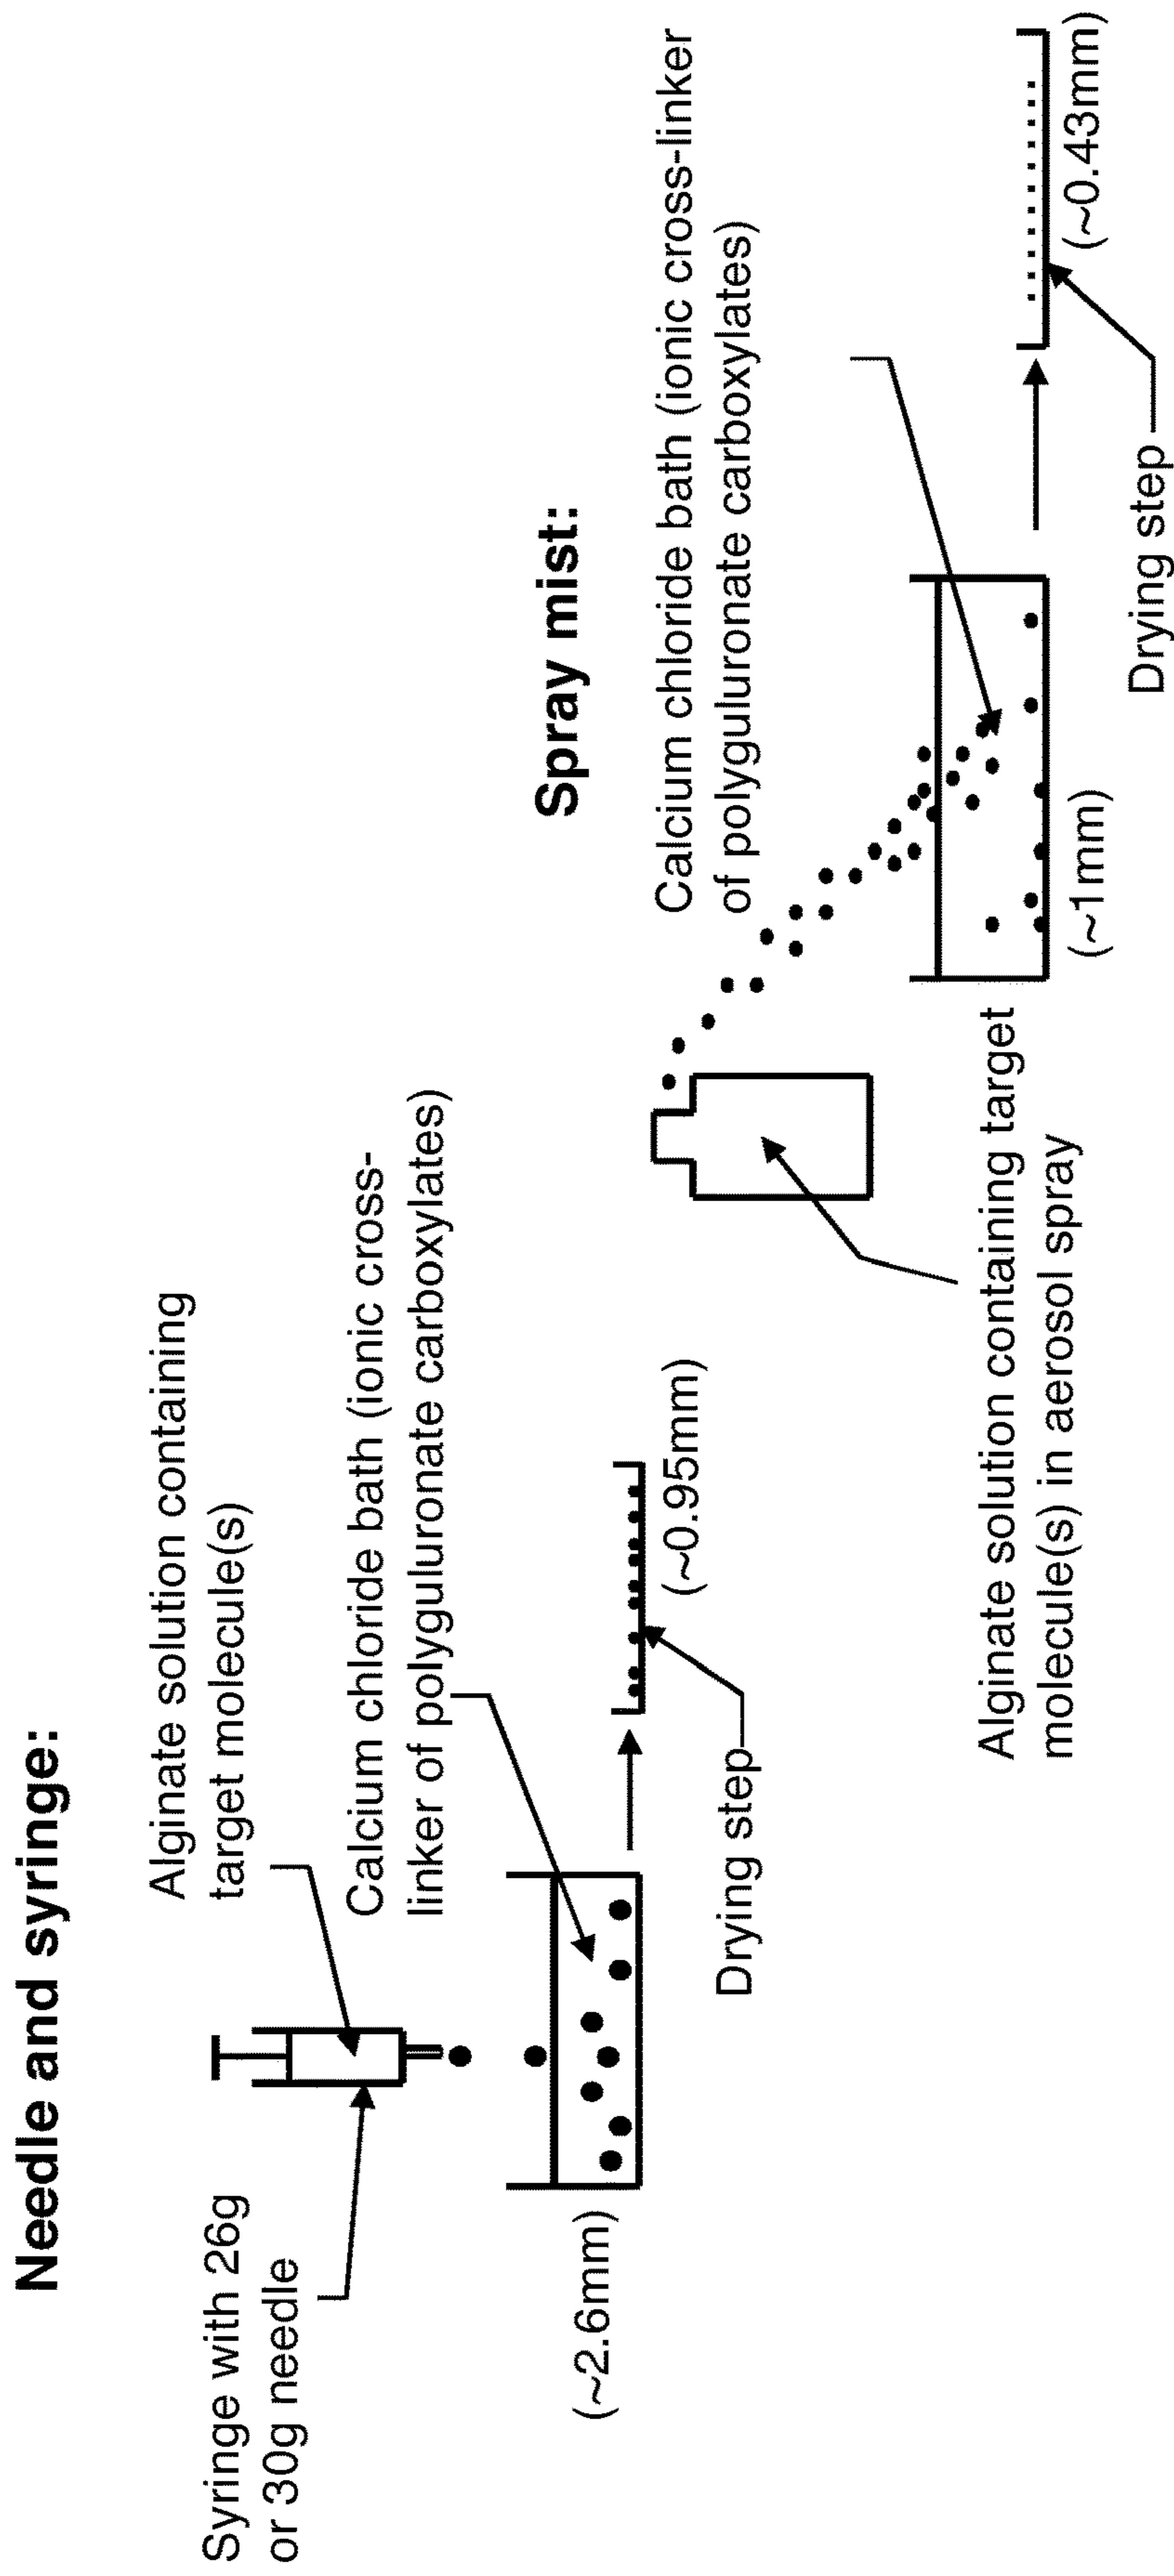 Needle and syringe:
Syringe with 26g
or 30g needle
Alginate solution containing
target molecule(s)
Calcium chloride bath (ionic cross-
linker of polyguluronate carboxylates)
(~2.6mm)
Drying step
(~0.95mm)
Spray mist:
Calcium chloride bath (ionic cross-linker
of polyguluronate carboxylates)
Alginate solution containing target
molecule(s) in aerosol spray
(~1mm)
Drying step
(~0.43mm)